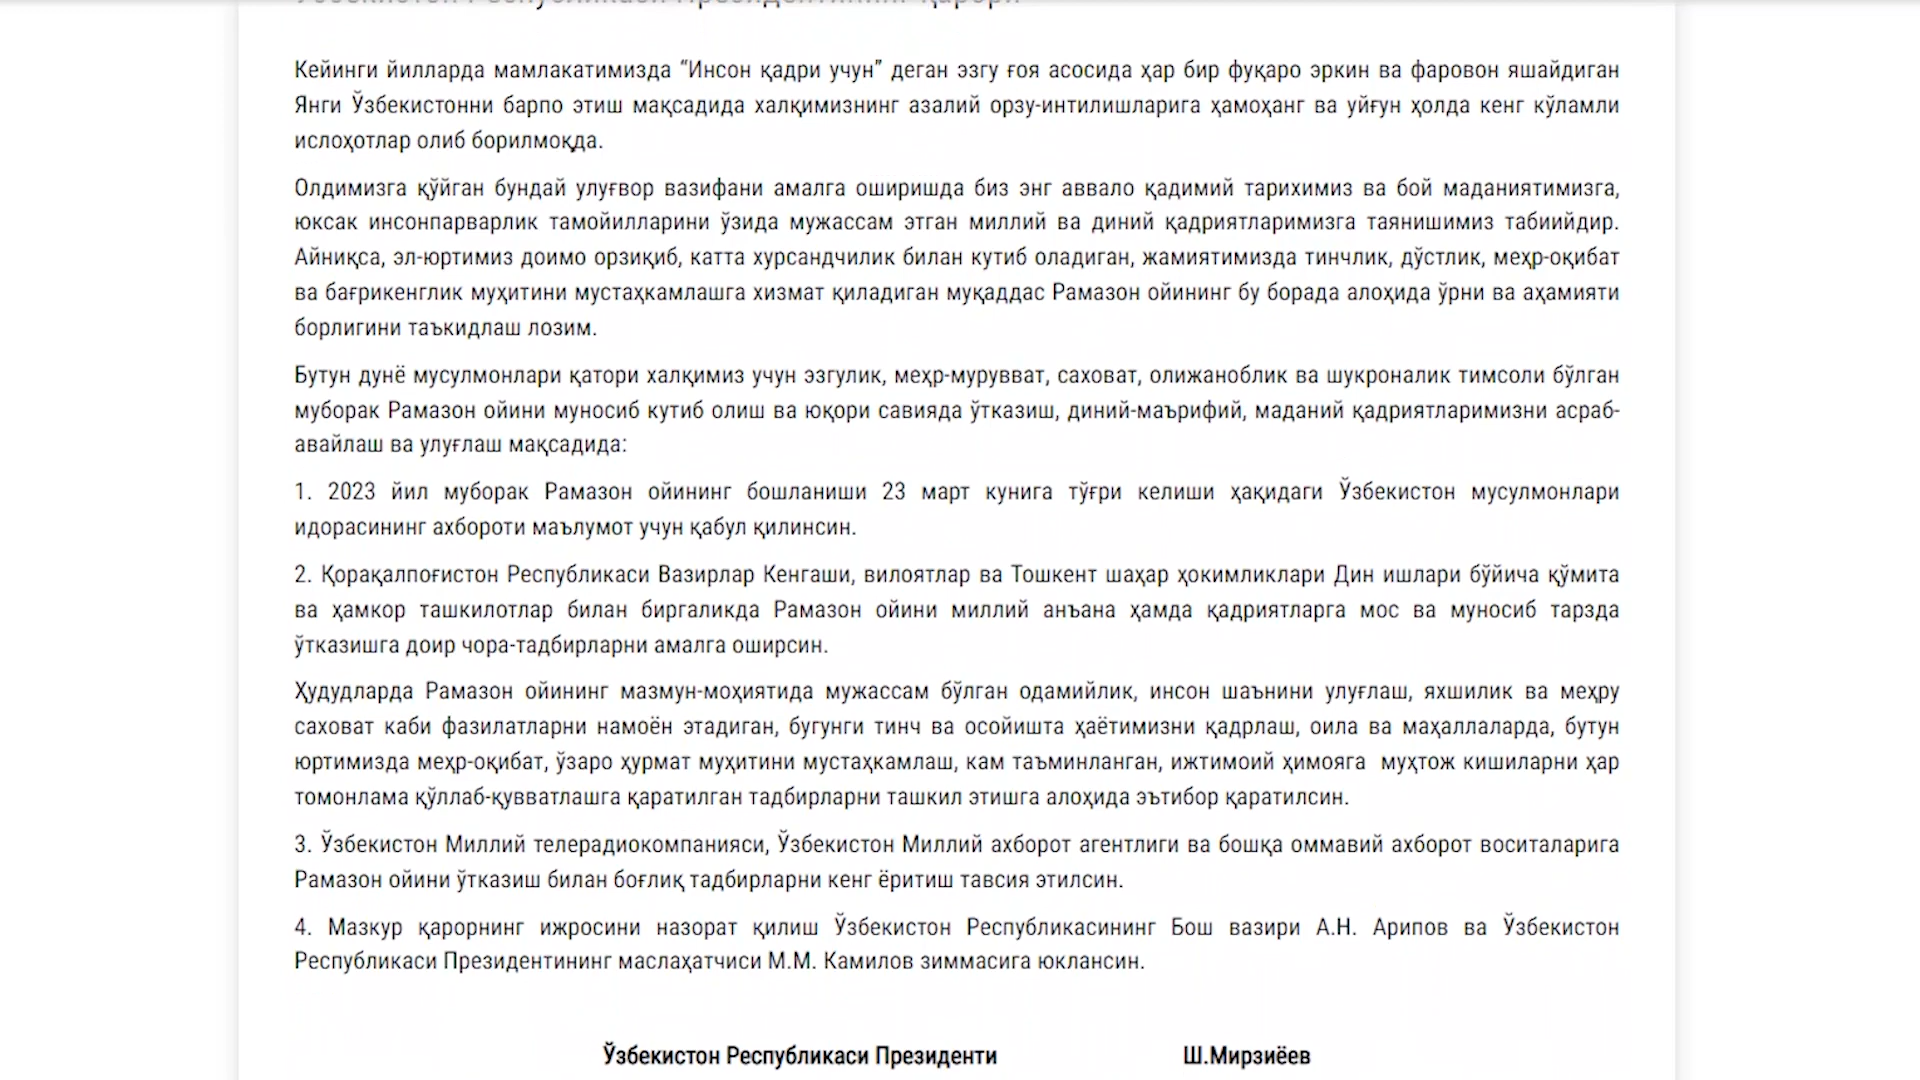 Ўзбекистон Республикаси Президентининг қарори
Кейинги йилларда мамлакатимизда “Инсон қадри учун” деган эзгу ғоя асосида ҳар бир фуқаро эркин ва фаровон яшайдиган
Янги Ўзбекистонни барпо этиш мақсадида халқимизнинг азалий орзу-интилишларига ҳамоҳанг ва уйғун ҳолда кенг кўламли
ислоҳотлар олиб борилмоқда.
Олдимизга қўйган бундай улуғвор вазифани амалга оширишда биз энг аввало қадимий тарихимиз ва бой маданиятимизга,
юксак инсонпарварлик тамойилларини ўзида мужассам этган миллий ва диний қадриятларимизга таянишимиз табиийдир.
Айниқса, эл-юртимиз доимо орзиқиб, катта хурсандчилик билан кутиб оладиган, жамиятимизда тинчлик, дўстлик, меҳр-оқибат
ва бағрикенглик муҳитини мустаҳкамлашга хизмат қиладиган муқаддас Рамазон ойининг бу борада алоҳида ўрни ва аҳамияти
борлигини таъкидлаш лозим.
Бутун дунё мусулмонлари қатори халқимиз учун эзгулик, меҳр-мурувват, саховат, олижаноблик ва шукроналик тимсоли бўлган
муборак Рамазон ойини муносиб кутиб олиш ва юқори савияда ўтказиш, диний-маърифий, маданий қадриятларимизни асраб-
авайлаш ва улуғлаш мақсадида:
1. 2023 йил муборак Рамазон ойининг бошланиши 23 март кунига тўғри келиши ҳақидаги Ўзбекистон мусулмонлари
идорасининг ахбороти маълумот учун қабул қилинсин.
2. Қорақалпоғистон Республикаси Вазирлар Кенгаши, вилоятлар ва Тошкент шаҳар ҳокимликлари Дин ишлари бўйича қўмита
ва ҳамкор ташкилотлар билан биргаликда Рамазон ойини миллий анъана ҳамда қадриятларга мос ва муносиб тарзда
ўтказишга доир чора-тадбирларни амалга оширсин.
Ҳудудларда Рамазон ойининг мазмун-моҳиятида мужассам бўлган одамийлик, инсон шаънини улуғлаш, яхшилик ва меҳру
саховат каби фазилатларни намоён этадиган, бугунги тинч ва осойишта ҳаётимизни қадрлаш, оила ва маҳаллаларда, бутун
юртимизда меҳр-оқибат, ўзаро ҳурмат муҳитини мустаҳкамлаш, кам таъминланган, ижтимоий ҳимояга муҳтож кишиларни ҳар
томонлама қўллаб-қувватлашга қаратилган тадбирларни ташкил этишга алоҳида эътибор қаратилсин.
3. Ўзбекистон Миллий телерадиокомпанияси, Ўзбекистон Миллий ахборот агентлиги ва бошқа оммавий ахборот воситаларига
Рамазон ойини ўтказиш билан боғлиқ тадбирларни кенг ёритиш тавсия этилсин.
4. Мазкур қарорнинг ижросини назорат қилиш Ўзбекистон Республикасининг Бош вазири А.Н. Арипов ва Ўзбекистон
Республикаси Президентининг маслаҳатчиси М.М. Камилов зиммасига юклансин.
Ўзбекистон Республикаси Президенти Ш.Мирзиёев